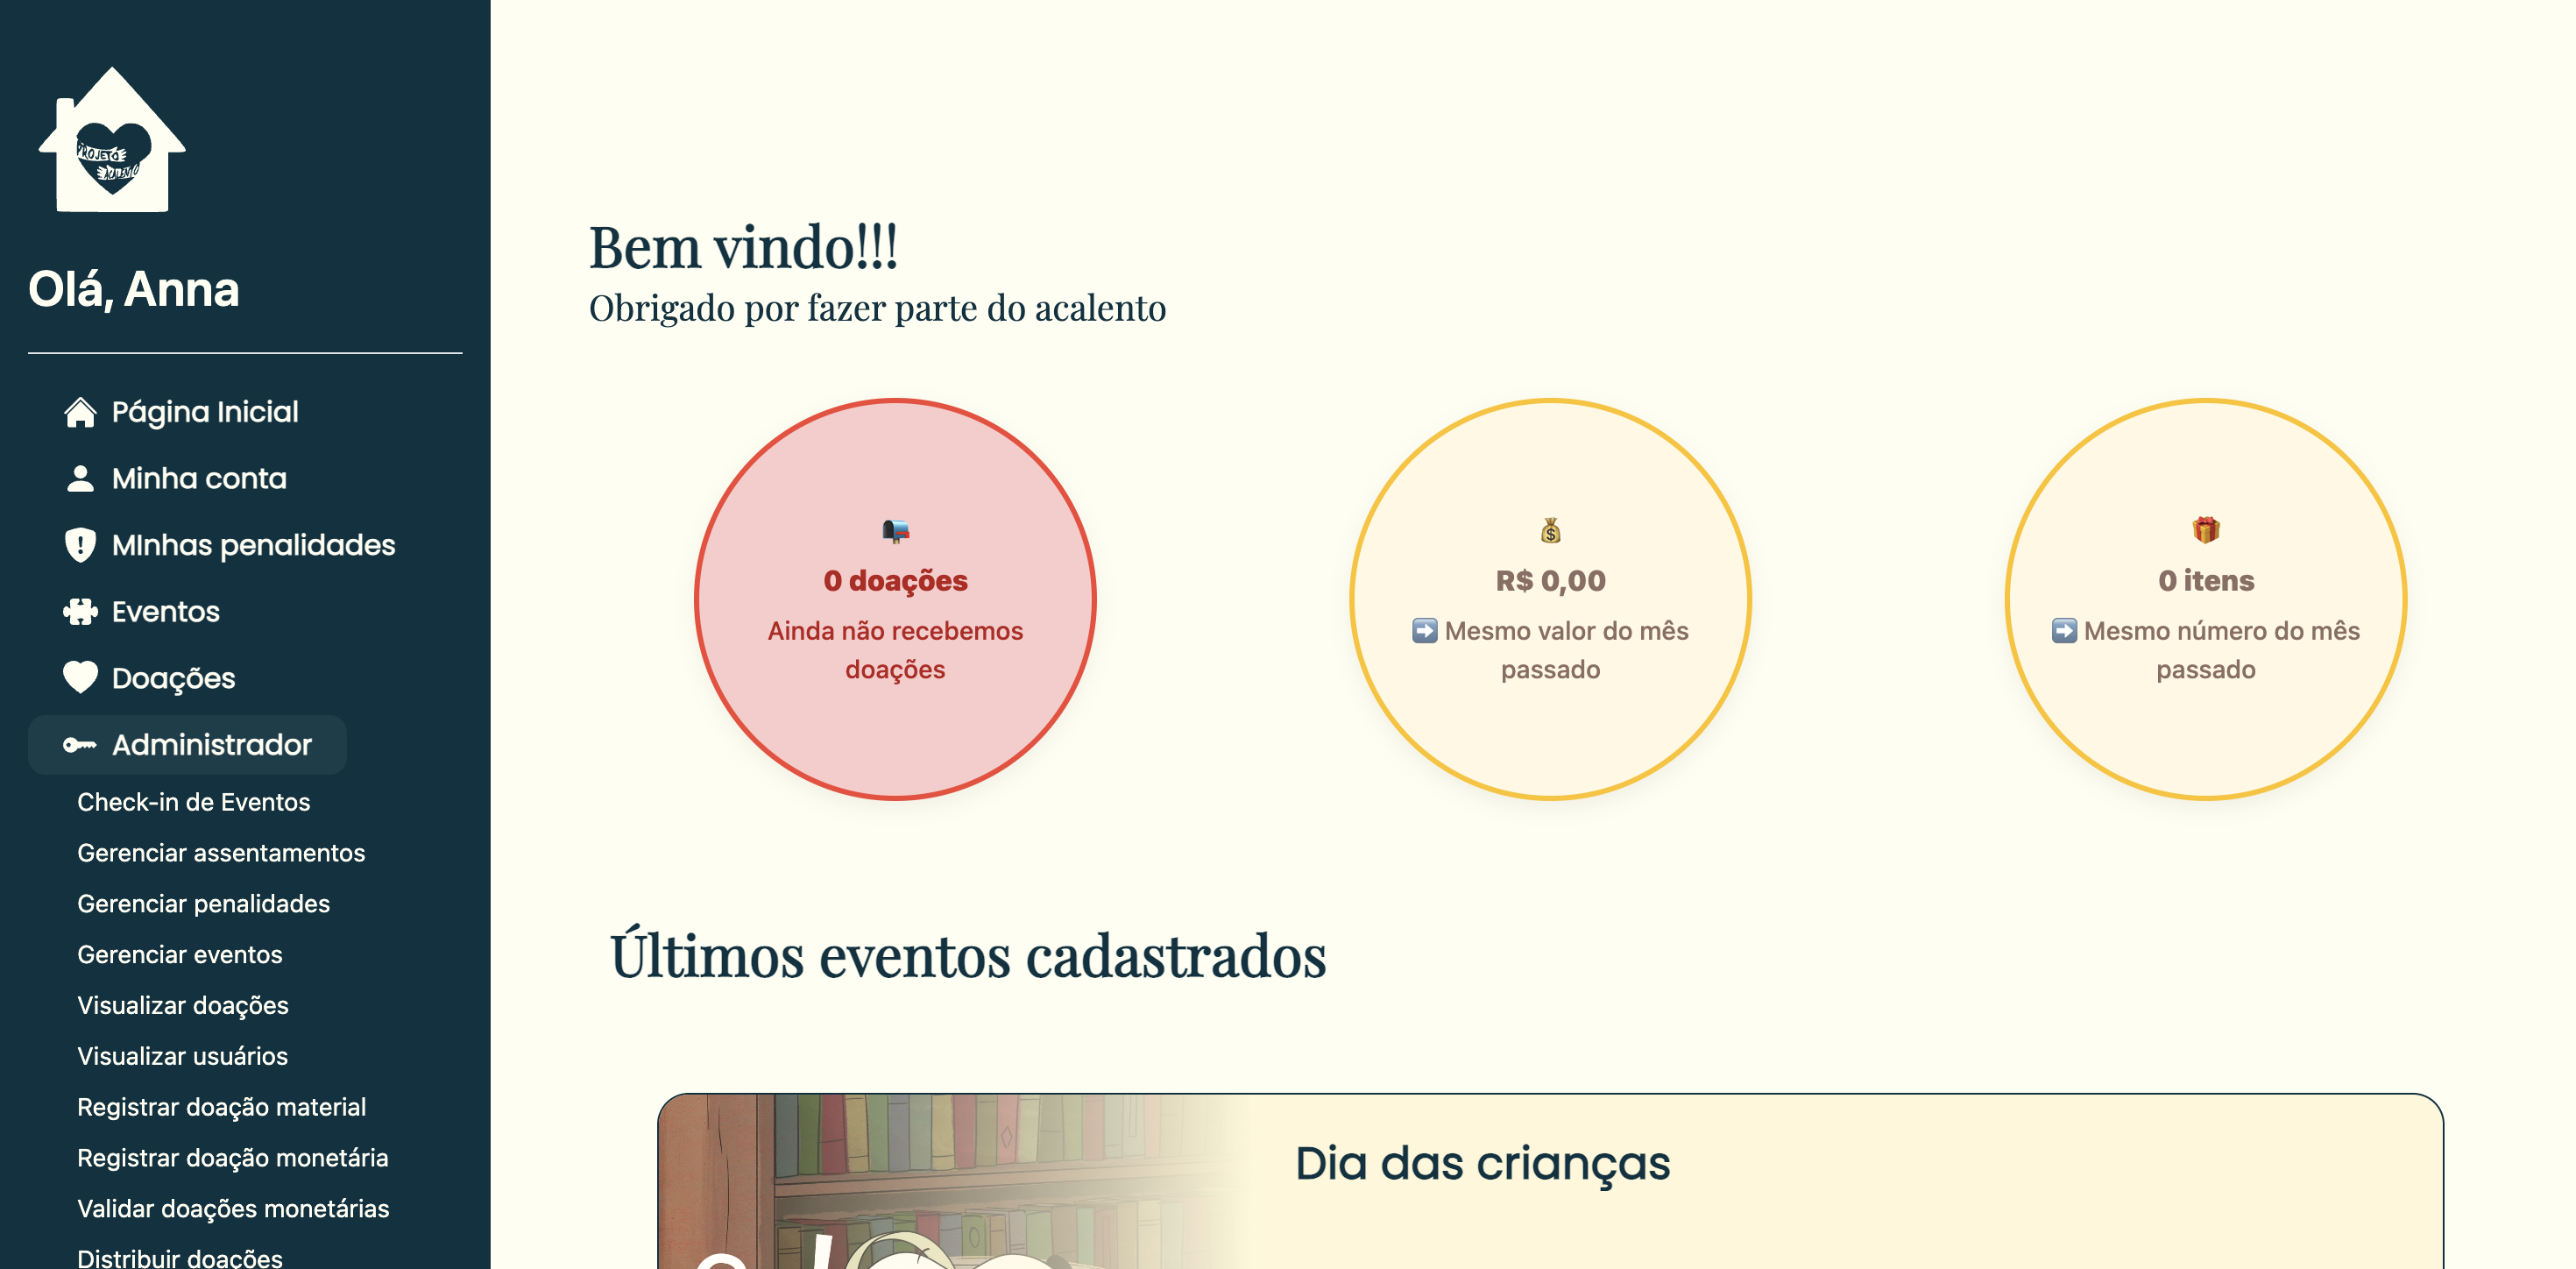 PROJETO
ACALENTO
Olá, Anna
Página Inicial
Minha conta
MInhas penalidades
Eventos
Doações
Administrador
Check-in de Eventos
Gerenciar assentamentos
Gerenciar penalidades
Gerenciar eventos
Visualizar doações
Visualizar usuários
Registrar doação material
Registrar doação monetária
Validar doações monetárias
Distribuir doações
Bem vindo!!!
Obrigado por fazer parte do acalento
0 doações
Ainda não recebemos
doações
R$ 0,00
➡️ Mesmo valor do mês
passado
0 itens
➡️ Mesmo número do mês
passado
Últimos eventos cadastrados
Dia das crianças